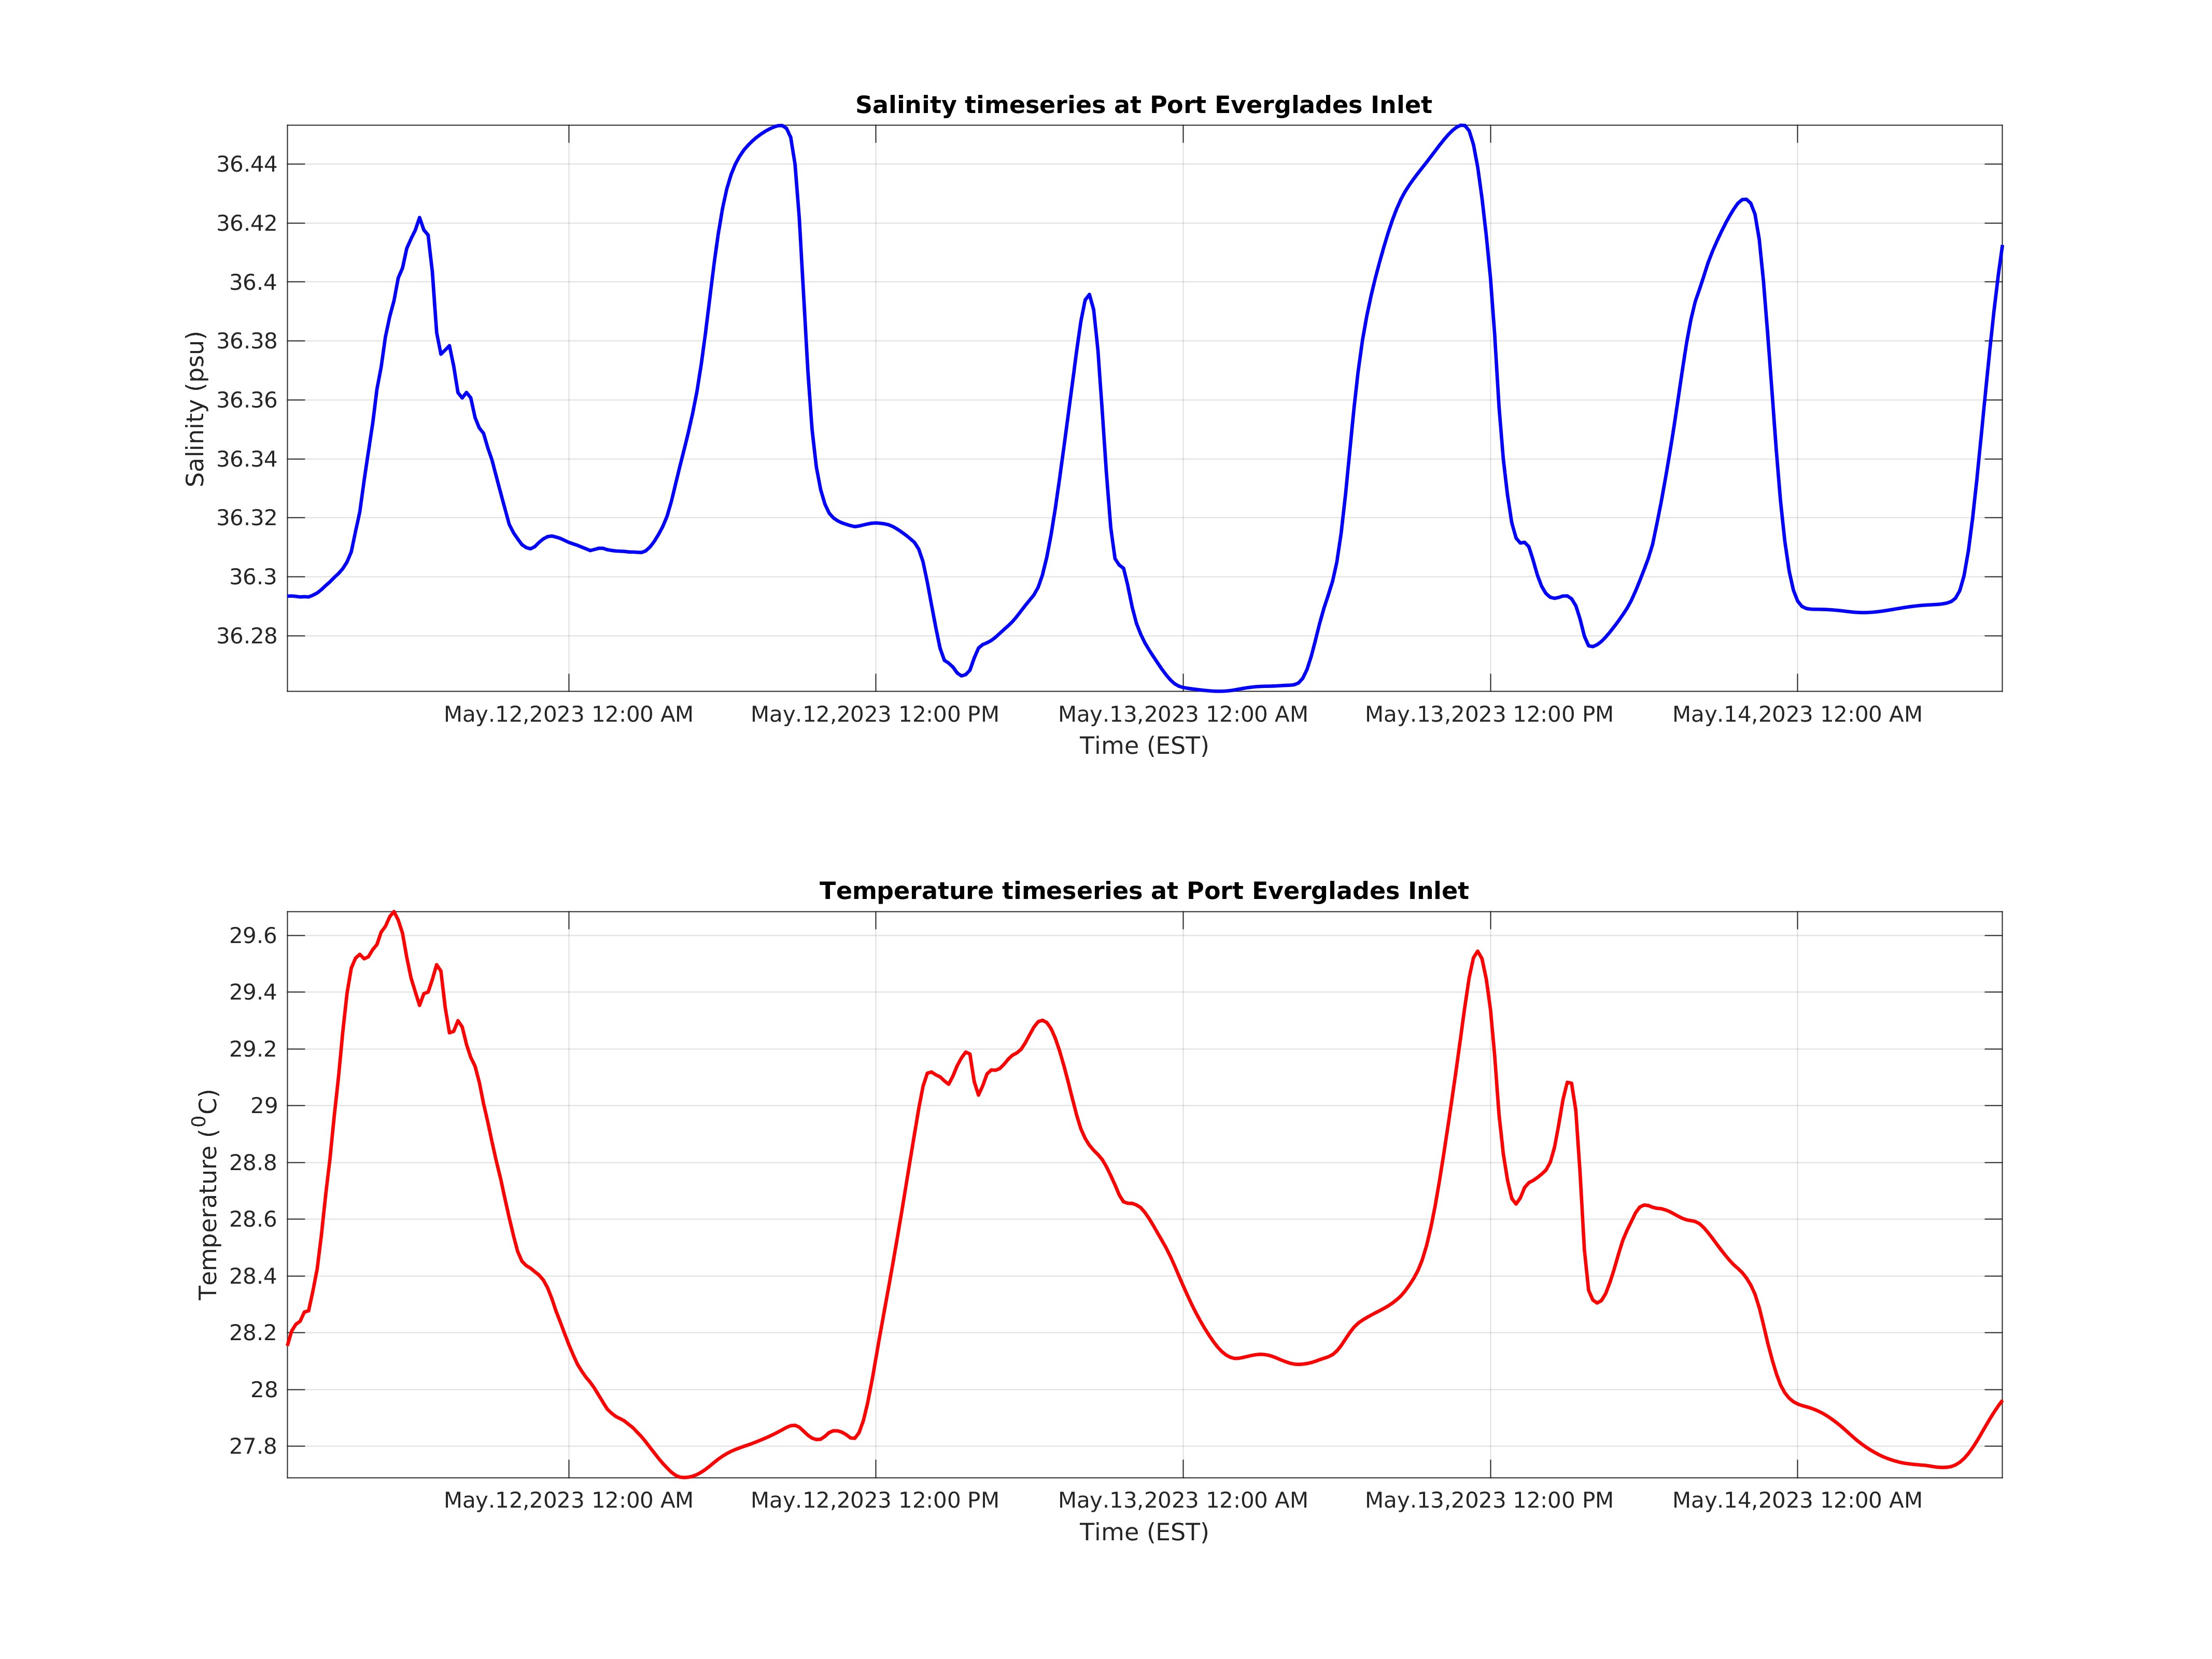 Salinity timeseries at Port Everglades Inlet
36.44
36.42
36.4
36.38
36.36
36.34
36.32
36.3
36.28
Salinity (psu)
May.12,2023 12:00 AM May.12,2023 12:00 PM May.13,2023 12:00 AM May.13,2023 12:00 PM May.14,2023 12:00 AM
Time (EST)
Temperature timeseries at Port Everglades Inlet
29.6
29.4
29.2
29
28.8
28.6
28.4
28.2
28
27.8
Temperature (⁰C)
May.12,2023 12:00 AM May.12,2023 12:00 PM May.13,2023 12:00 AM May.13,2023 12:00 PM May.14,2023 12:00 AM
Time (EST)